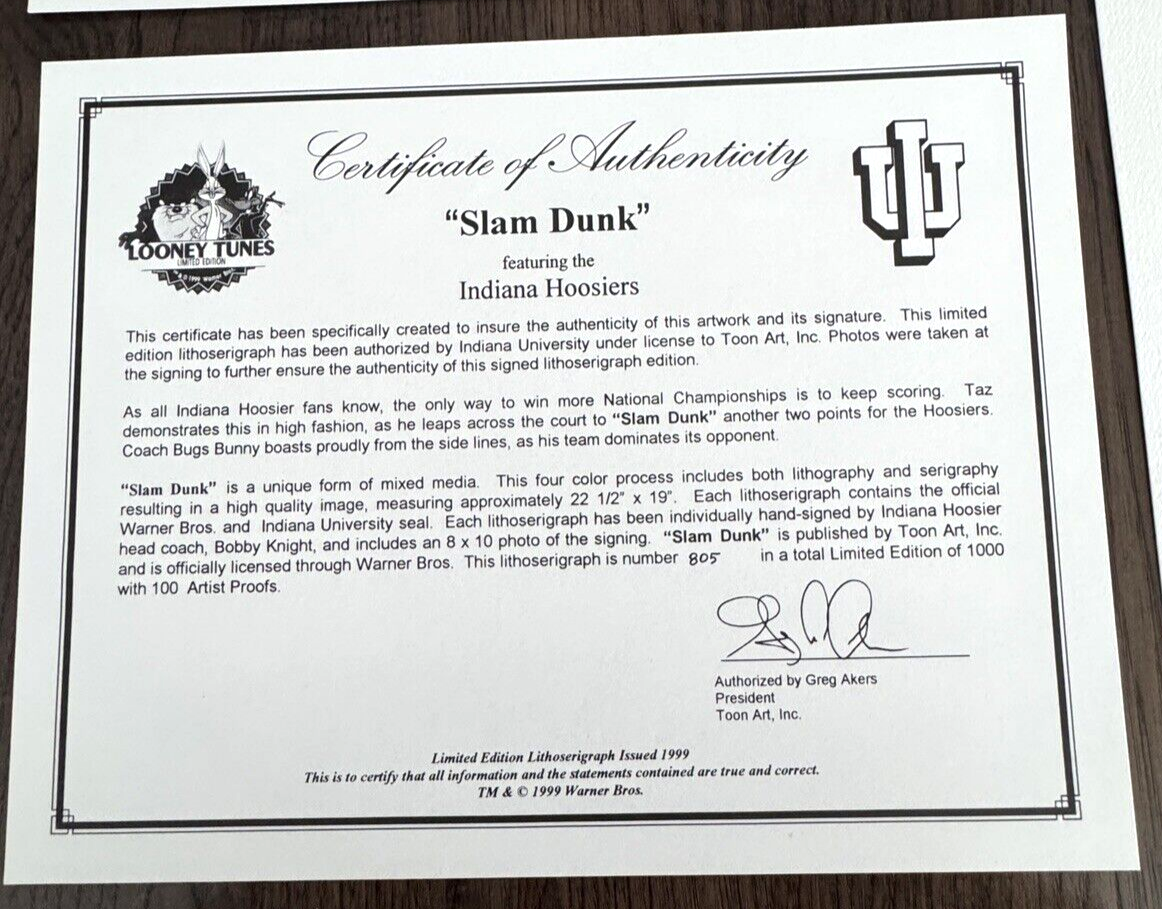 Certificate of Authenticity
"Slam Dunk"
featuring the
Indiana Hoosiers
LOONEY TUNES
LIMITED EDITION
IU
This certificate has been specifically created to insure the authenticity of this artwork and its signature. This limited
edition lithoserigraph has been authorized by Indiana University under license to Toon Art, Inc. Photos were taken at
the signing to further ensure the authenticity of this signed lithoserigraph edition.
As all Indiana Hoosier fans know, the only way to win more National Championships is to keep scoring. Taz
demonstrates this in high fashion, as he leaps across the court to "Slam Dunk" another two points for the Hoosiers.
Coach Bugs Bunny boasts proudly from the side lines, as his team dominates its opponent.
"Slam Dunk" is a unique form of mixed media. This four color process includes both lithography and serigraphy
resulting in a high quality image, measuring approximately 22 1/2" x 19". Each lithoserigraph contains the official
Warner Bros. and Indiana University seal. Each lithoserigraph has been individually hand-signed by Indiana Hoosier
head coach, Bobby Knight, and includes an 8 x 10 photo of the signing. "Slam Dunk" is published by Toon Art, Inc.
and is officially licensed through Warner Bros. This lithoserigraph is number 805 in a total Limited Edition of 1000
with 100 Artist Proofs.
Authorized by Greg Akers
President
Toon Art, Inc.
Limited Edition Lithoserigraph Issued 1999
This is to certify that all information and the statements contained are true and correct.
TM & © 1999 Warner Bros.